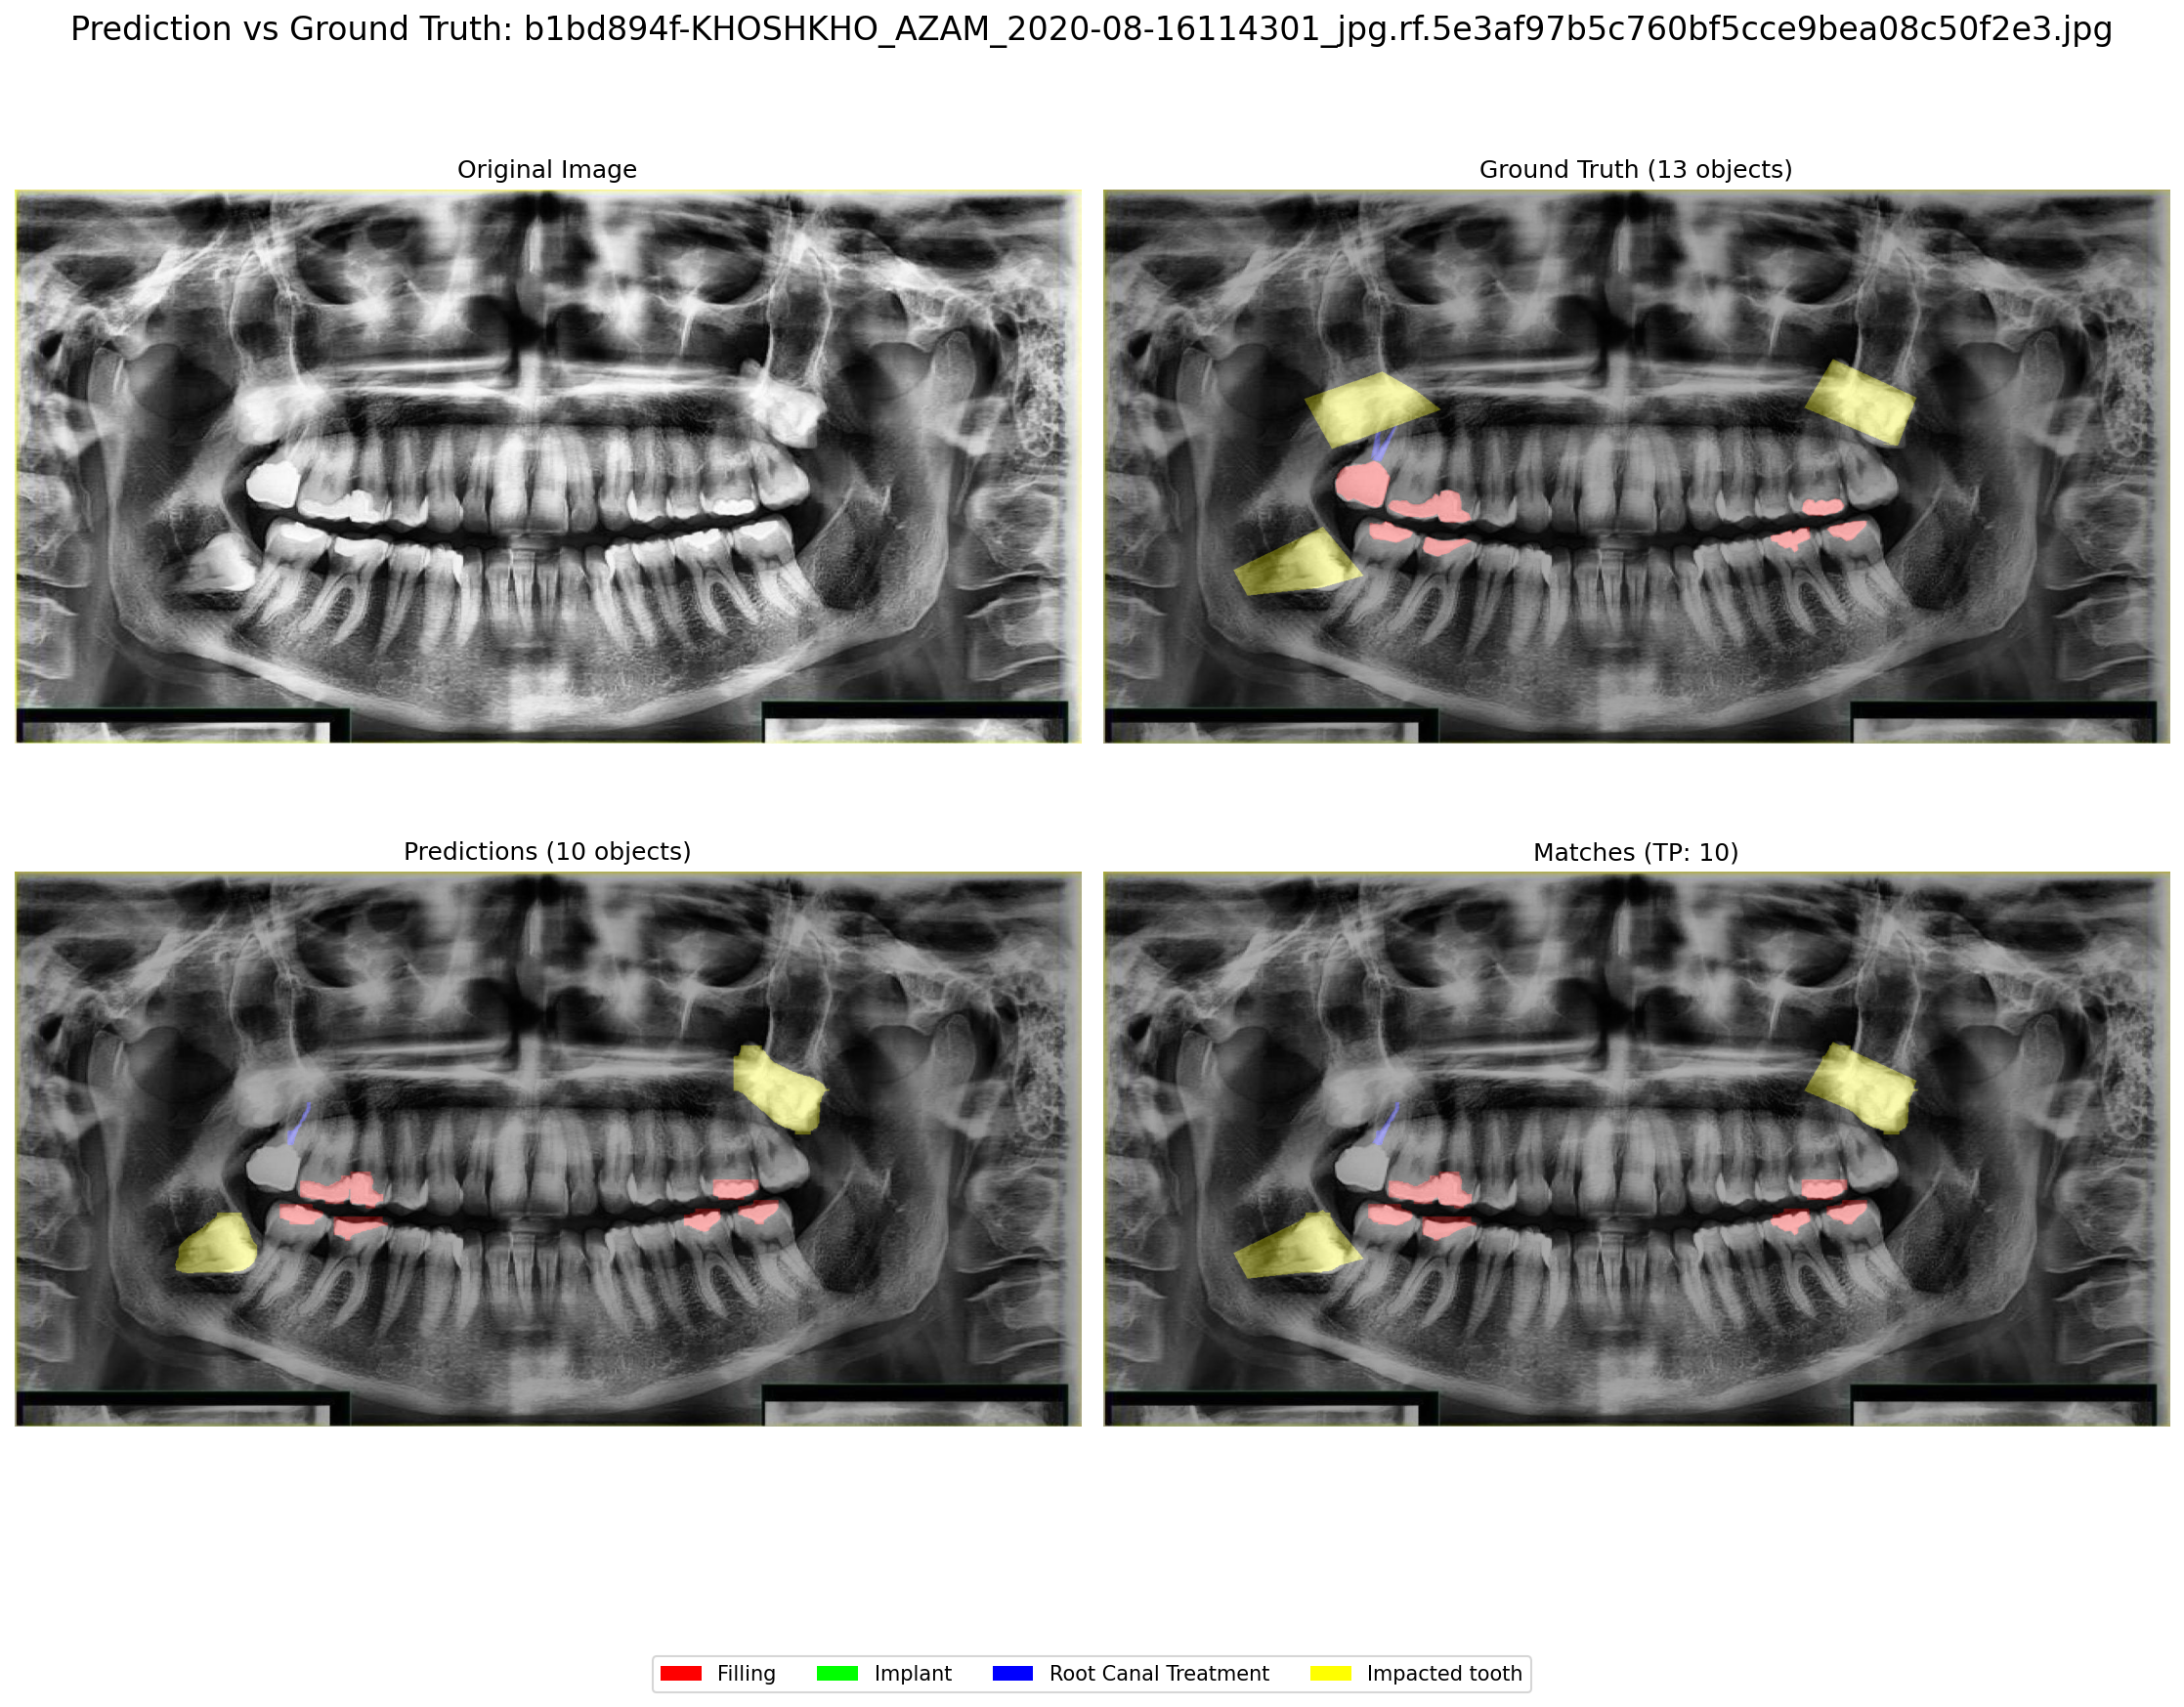 Prediction vs Ground Truth: b1bd894f-KHOSHKHO_AZAM_2020-08-16114301_jpg.rf.5e3af97b5c760bf5cce9bea08c50f2e3.jpg
Original Image
Ground Truth (13 objects)
Predictions (10 objects)
Matches (TP: 10)
Filling
Implant
Root Canal Treatment
Impacted tooth